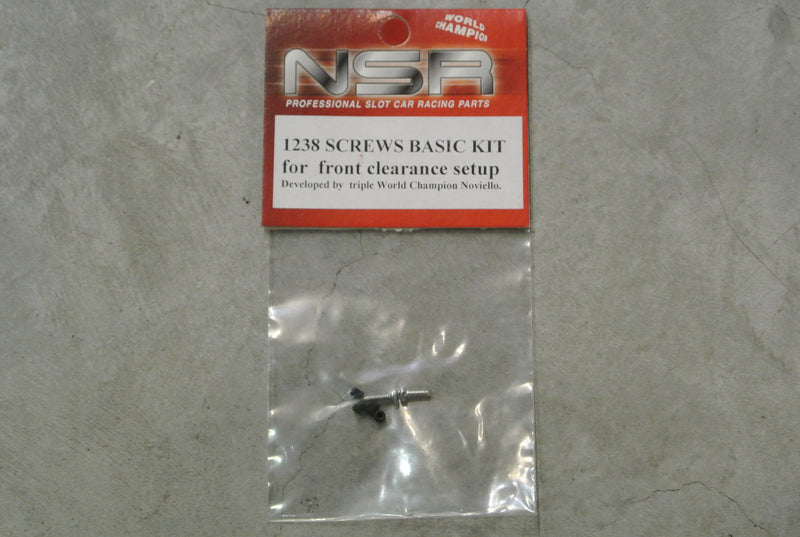 WORLD
CHAMPION
NSR
PROFESSIONAL SLOT CAR RACING PARTS
1238 SCREWS BASIC KIT
for front clearance setup
Developed by triple World Champion Noviello.